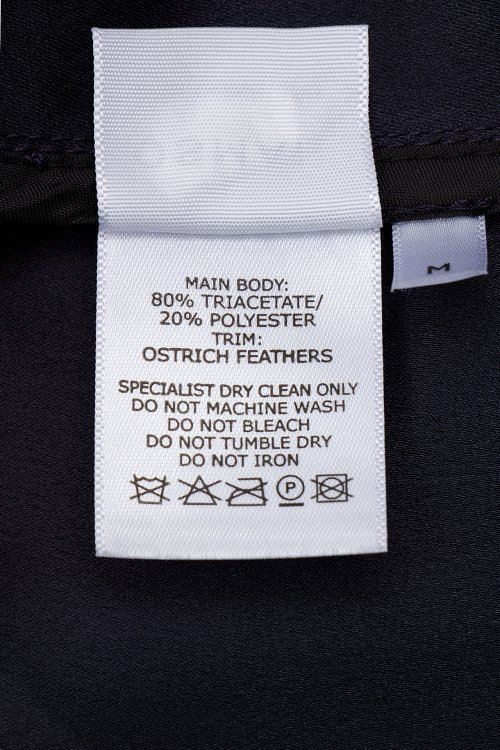 MAIN BODY:
80% TRIACETATE/
20% POLYESTER
TRIM:
OSTRICH FEATHERS
SPECIALIST DRY CLEAN ONLY
DO NOT MACHINE WASH
DO NOT BLEACH
DO NOT TUMBLE DRY
DO NOT IRON
P
M